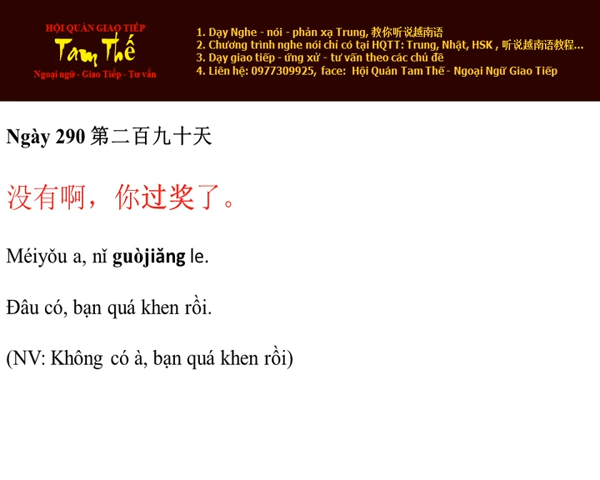 HỘI QUÁN GIAO TIẾP
Tam Thế
Ngoại ngữ - Giao Tiếp - Tư vấn
1. Dạy Nghe - nói - phản xạ Trung, 教你听说越南语
2. Chương trình nghe nói chỉ có tại HQTT: Trung, Nhật, HSK , 听说越南语教程...
3. Dạy giao tiếp - ứng xử - tư vấn theo các chủ đề
4. Liên hệ: 0977309925, face: Hội Quán Tam Thế - Ngoại Ngữ Giao Tiếp
Ngày 290 第二百九十天
没有啊，你过奖了。
Méiyǒu a, nǐ guòjiǎng le.
Đâu có, bạn quá khen rồi.
(NV: Không có à, bạn quá khen rồi)